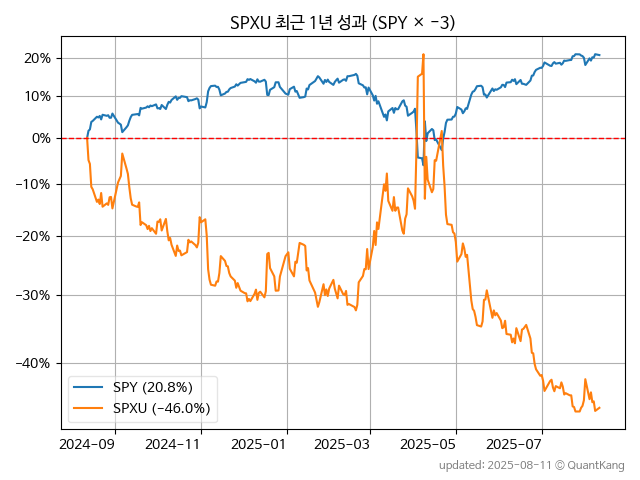 SPXU 최근 1년 성과 (SPY × −3)
20%
10%
0%
−10%
−20%
−30%
−40%
SPY (20.8%)
SPXU (−46.0%)
2024−09 2024−11 2025−01 2025−03 2025−05 2025−07
updated: 2025-08-11 © QuantKang